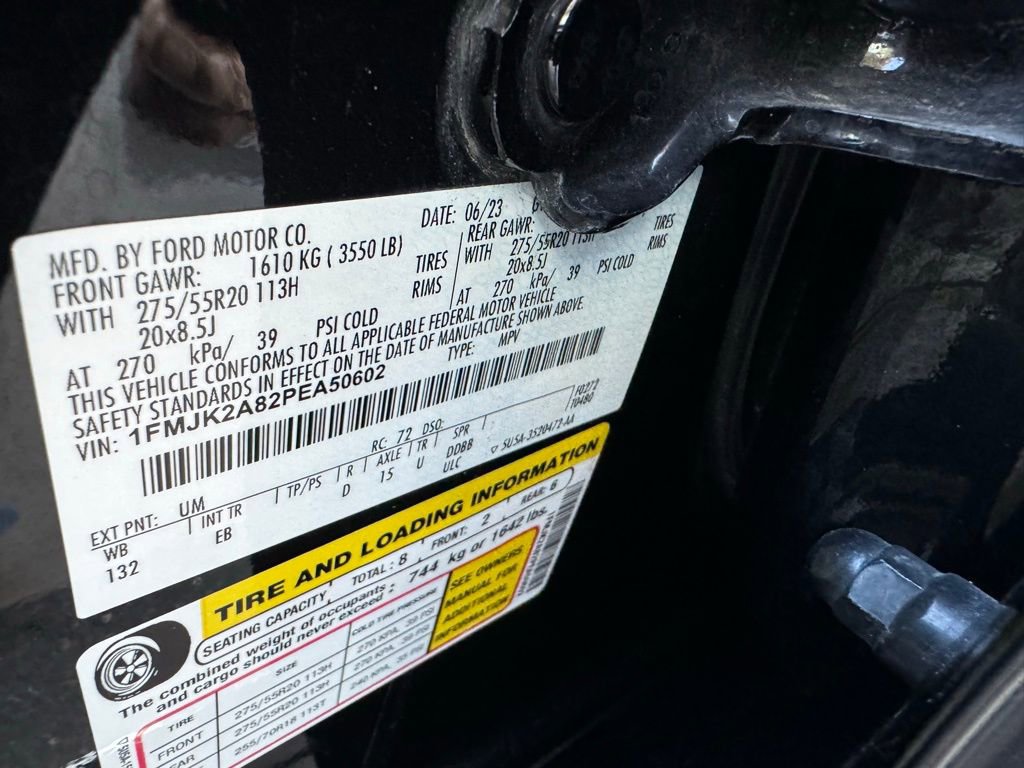 MFD. BY FORD MOTOR CO.
DATE: 06/23
FRONT GAWR: 1610 KG ( 3550 LB)
REAR GAWR:
WITH 275/55R20 113H TIRES
WITH 275/55R20 113H TIRES
20x8.5J RIMS
20x8.5J RIMS
AT 270 kPa/ 39 PSI COLD
AT 270 kPa/ 39 PSI COLD
THIS VEHICLE CONFORMS TO ALL APPLICABLE FEDERAL MOTOR VEHICLE
SAFETY STANDARDS IN EFFECT ON THE DATE OF MANUFACTURE SHOWN ABOVE.
VIN: 1FMJK2A82PEA50602
TYPE: MPV
F0272
T0480
EXT PNT: UM RC: 72 DSO:
WB INT TR TP/PS R AXLE TR SPR
132 EB D 15 U DDBB
ULC ▽ SU5A-3520472-AA
TIRE AND LOADING INFORMATION
SEATING CAPACITY, TOTAL: 8 FRONT: 2 REAR: 6
The combined weight of occupants and cargo should never exceed: 744 kg or 1642 lbs.
TIRE SIZE COLD TIRE PRESSURE
FRONT 275/55R20 113H 270 KPA, 39 PSI
275/55R20 113H 270 KPA, 39 PSI
255/70R18 113T 240 KPA, 35 PSI
SEE OWNERS
MANUAL FOR
ADDITIONAL
INFORMATION